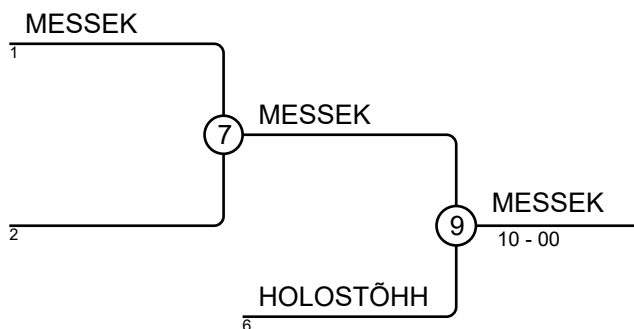 MESSEK
1
7
MESSEK
2
9
MESSEK
10 - 00
HOLOSTÕHH
6